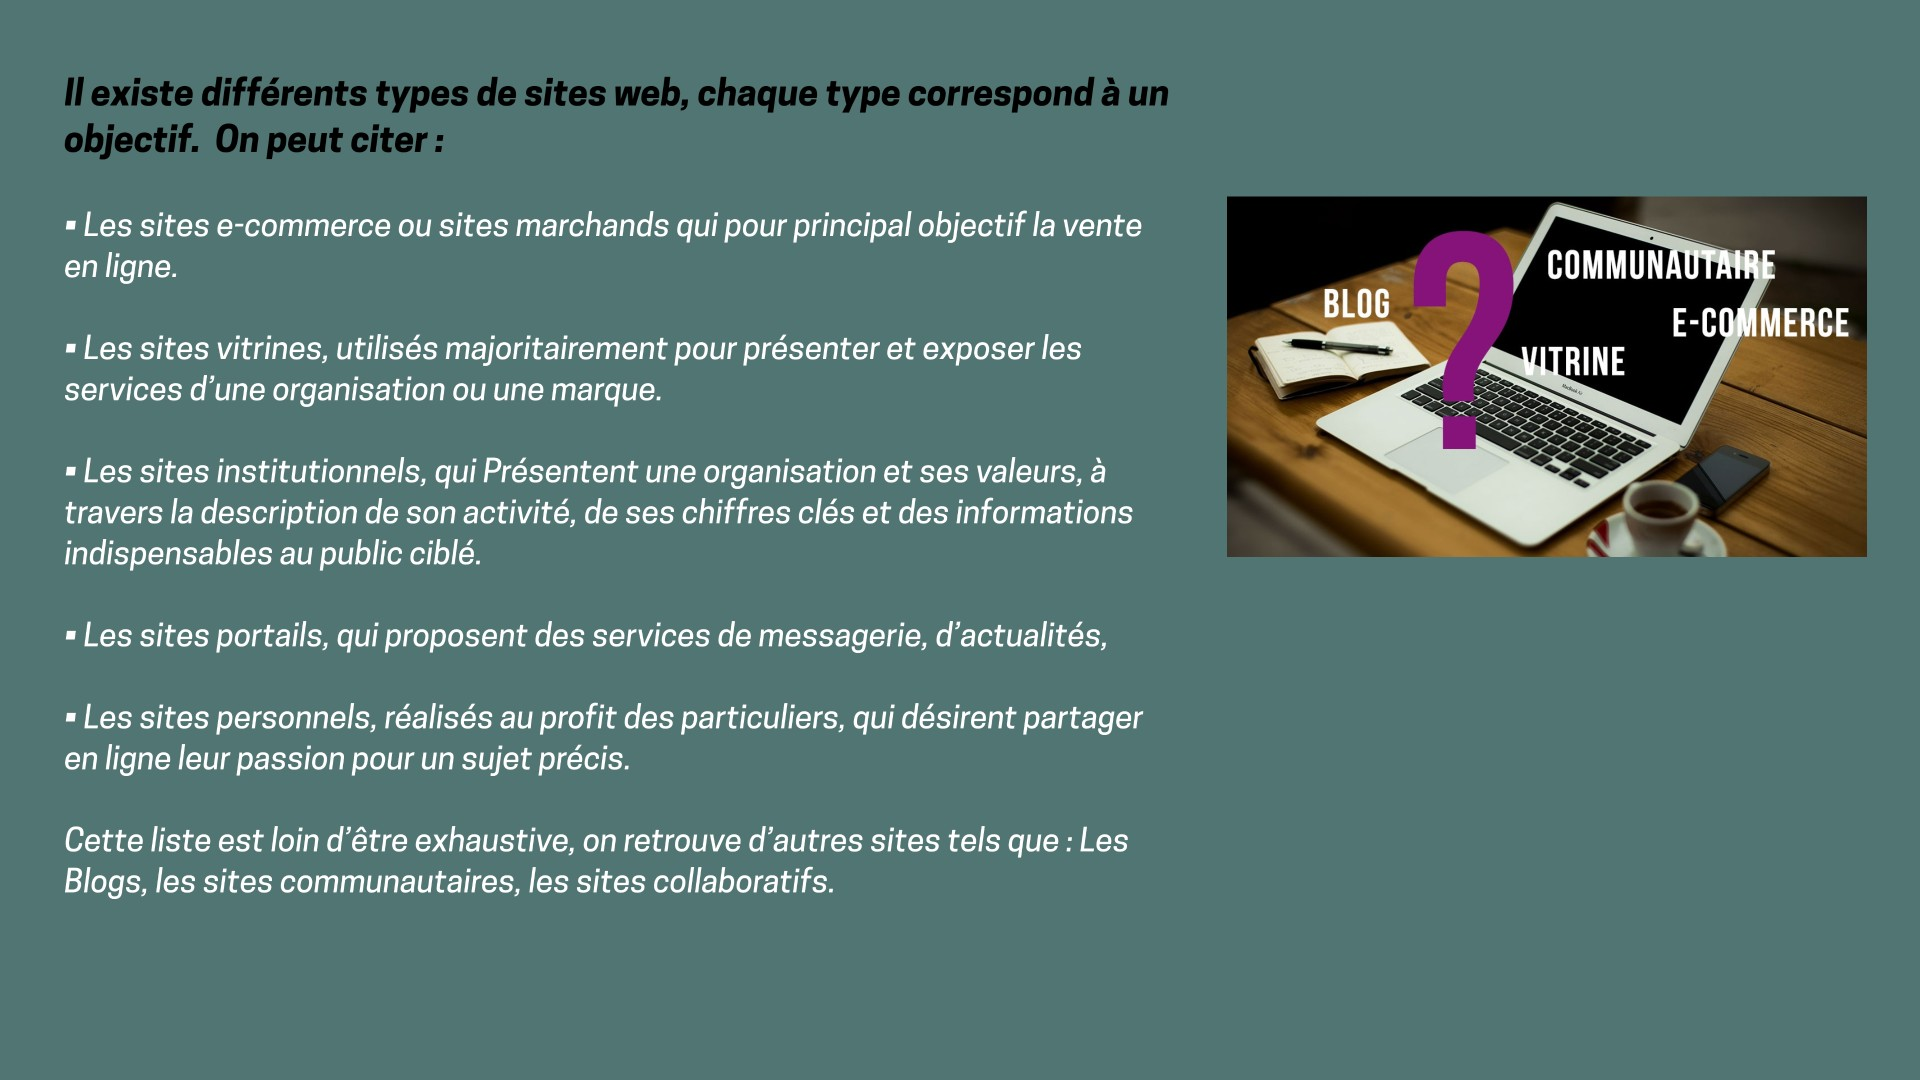 Il existe différents types de sites web, chaque type correspond à un
objectif.  On peut citer :
▪ Les sites e-commerce ou sites marchands qui pour principal objectif la vente
en ligne.
▪ Les sites vitrines, utilisés majoritairement pour présenter et exposer les
services d’une organisation ou une marque.
▪ Les sites institutionnels, qui Présentent une organisation et ses valeurs, à
travers la description de son activité, de ses chiffres clés et des informations
indispensables au public ciblé.
▪ Les sites portails, qui proposent des services de messagerie, d’actualités,
▪ Les sites personnels, réalisés au profit des particuliers, qui désirent partager
en ligne leur passion pour un sujet précis.
Cette liste est loin d’être exhaustive, on retrouve d’autres sites tels que : Les
Blogs, les sites communautaires, les sites collaboratifs.
COMMUNAUTAIRE
BLOG
?
E-COMMERCE
VITRINE